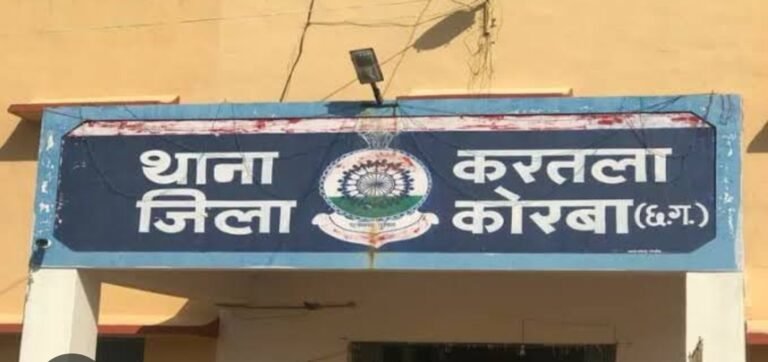 थाना करतला
जिला कोरबा (छ.ग.)